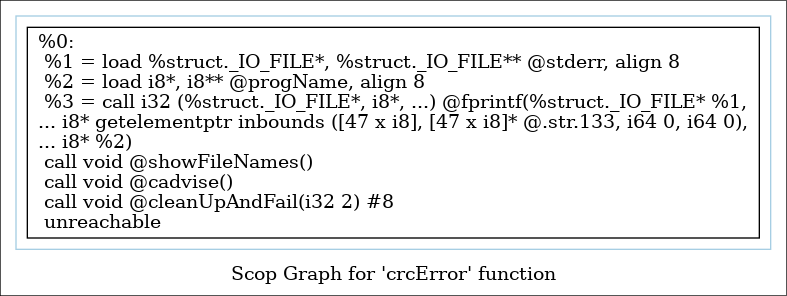 %0:
%1 = load %struct._IO_FILE*, %struct._IO_FILE** @stderr, align 8
%2 = load i8*, i8** @progName, align 8
%3 = call i32 (%struct._IO_FILE*, i8*, ...) @fprintf(%struct._IO_FILE* %1,
... i8* getelementptr inbounds ([47 x i8], [47 x i8]* @.str.133, i64 0, i64 0),
... i8* %2)
call void @showFileNames()
call void @cadvise()
call void @cleanUpAndFail(i32 2) #8
unreachable
Scop Graph for 'crcError' function